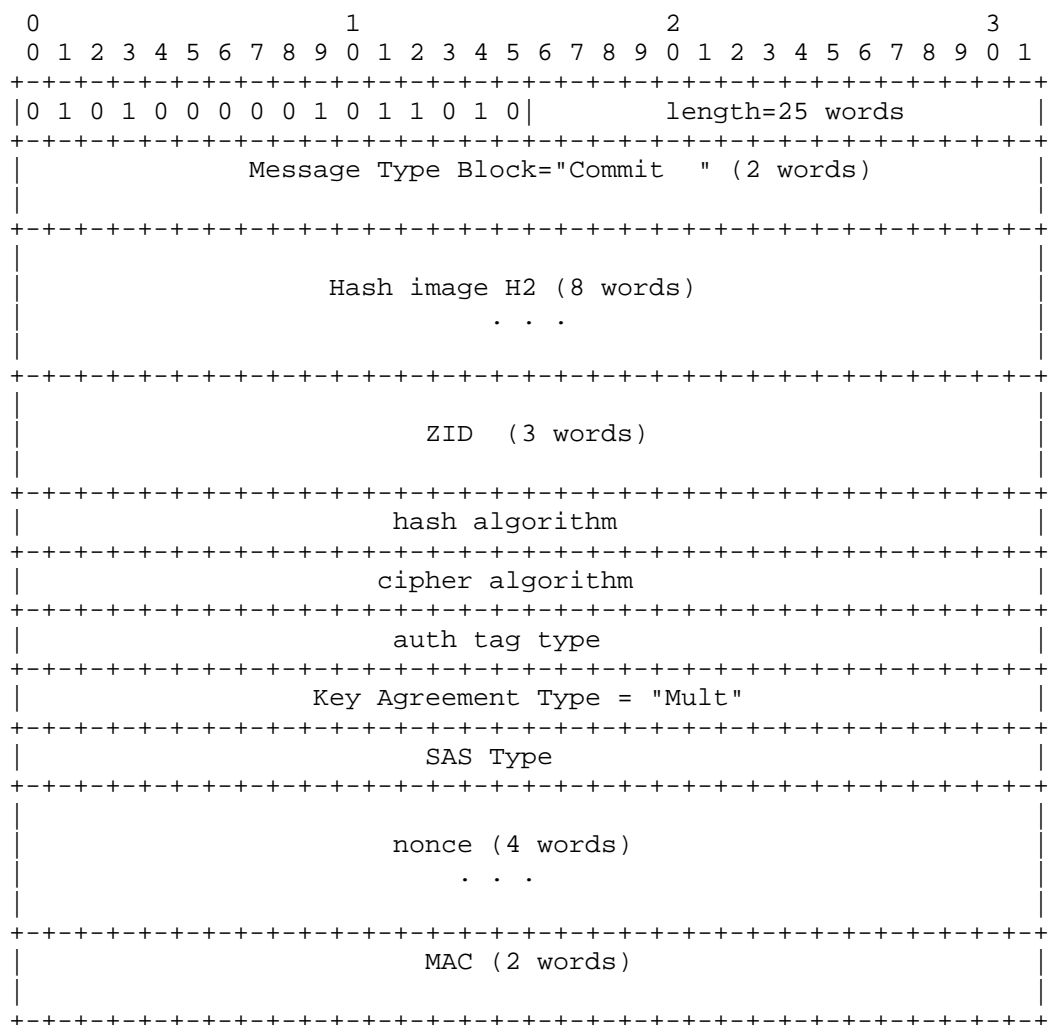 0                   1                   2                   3
0 1 2 3 4 5 6 7 8 9 0 1 2 3 4 5 6 7 8 9 0 1 2 3 4 5 6 7 8 9 0 1
+-+-+-+-+-+-+-+-+-+-+-+-+-+-+-+-+-+-+-+-+-+-+-+-+-+-+-+-+-+-+-+-+
|0 1 0 1 0 0 0 0 0 1 0 1 1 0 1 0|        length=25 words        |
+-+-+-+-+-+-+-+-+-+-+-+-+-+-+-+-+-+-+-+-+-+-+-+-+-+-+-+-+-+-+-+-+
|              Message Type Block="Commit  " (2 words)          |
|                                                               |
+-+-+-+-+-+-+-+-+-+-+-+-+-+-+-+-+-+-+-+-+-+-+-+-+-+-+-+-+-+-+-+-+
|                                                               |
|                   Hash image H2 (8 words)                     |
|                             . . .                             |
|                                                               |
+-+-+-+-+-+-+-+-+-+-+-+-+-+-+-+-+-+-+-+-+-+-+-+-+-+-+-+-+-+-+-+-+
|                                                               |
|                         ZID  (3 words)                        |
|                                                               |
+-+-+-+-+-+-+-+-+-+-+-+-+-+-+-+-+-+-+-+-+-+-+-+-+-+-+-+-+-+-+-+-+
|                       hash algorithm                          |
+-+-+-+-+-+-+-+-+-+-+-+-+-+-+-+-+-+-+-+-+-+-+-+-+-+-+-+-+-+-+-+-+
|                      cipher algorithm                         |
+-+-+-+-+-+-+-+-+-+-+-+-+-+-+-+-+-+-+-+-+-+-+-+-+-+-+-+-+-+-+-+-+
|                       auth tag type                           |
+-+-+-+-+-+-+-+-+-+-+-+-+-+-+-+-+-+-+-+-+-+-+-+-+-+-+-+-+-+-+-+-+
|                  Key Agreement Type = "Mult"                  |
+-+-+-+-+-+-+-+-+-+-+-+-+-+-+-+-+-+-+-+-+-+-+-+-+-+-+-+-+-+-+-+-+
|                         SAS Type                              |
+-+-+-+-+-+-+-+-+-+-+-+-+-+-+-+-+-+-+-+-+-+-+-+-+-+-+-+-+-+-+-+-+
|                                                               |
|                       nonce (4 words)                         |
|                           . . .                               |
|                                                               |
+-+-+-+-+-+-+-+-+-+-+-+-+-+-+-+-+-+-+-+-+-+-+-+-+-+-+-+-+-+-+-+-+
|                         MAC (2 words)                         |
|                                                               |
+-+-+-+-+-+-+-+-+-+-+-+-+-+-+-+-+-+-+-+-+-+-+-+-+-+-+-+-+-+-+-+-+